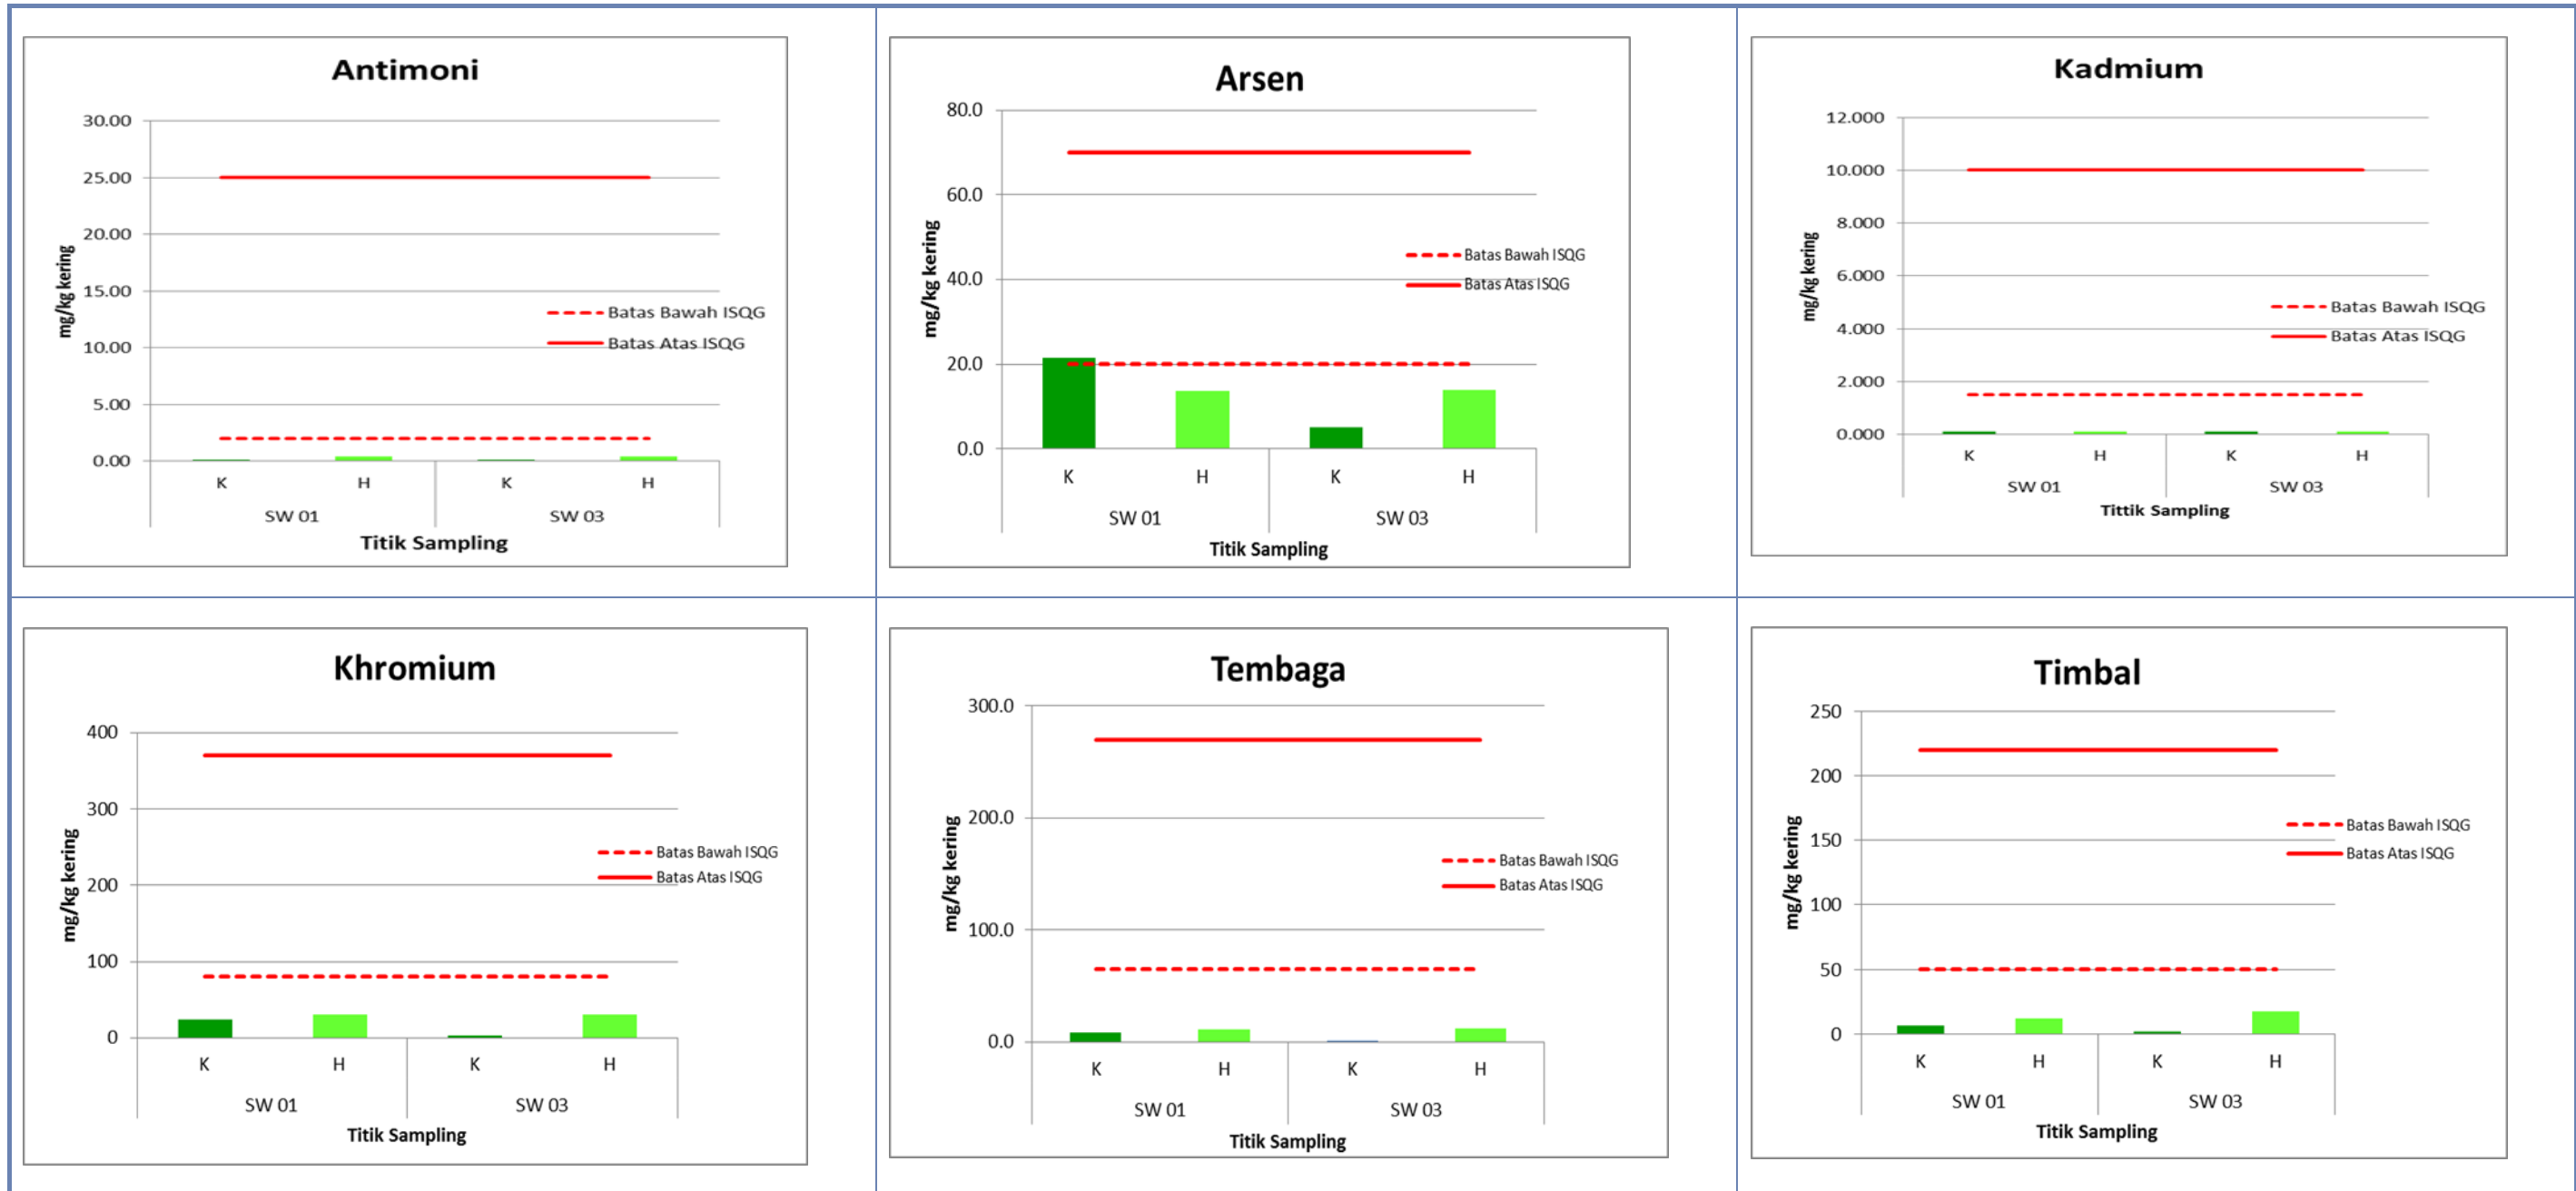 Antimoni
30.00
25.00
20.00
15.00
10.00
5.00
0.00
mg/kg kering
Batas Bawah ISQG
Batas Atas ISQG
K H K H
SW 01 SW 03
Titik Sampling
Arsen
80.0
60.0
40.0
20.0
0.0
mg/kg kering
Batas Bawah ISQG
Batas Atas ISQG
K H K H
SW 01 SW 03
Titik Sampling
Kadmium
12.000
10.000
8.000
6.000
4.000
2.000
0.000
mg/kg kering
Batas Bawah ISQG
Batas Atas ISQG
K H K H
SW 01 SW 03
Tittik Sampling
Khromium
400
300
200
100
0
mg/kg kering
Batas Bawah ISQG
Batas Atas ISQG
K H K H
SW 01 SW 03
Titik Sampling
Tembaga
300.0
200.0
100.0
0.0
mg/kg kering
Batas Bawah ISQG
Batas Atas ISQG
K H K H
SW 01 SW 03
Titik Sampling
Timbal
250
200
150
100
50
0
mg/kg kering
Batas Bawah ISQG
Batas Atas ISQG
K H K H
SW 01 SW 03
Titik Sampling